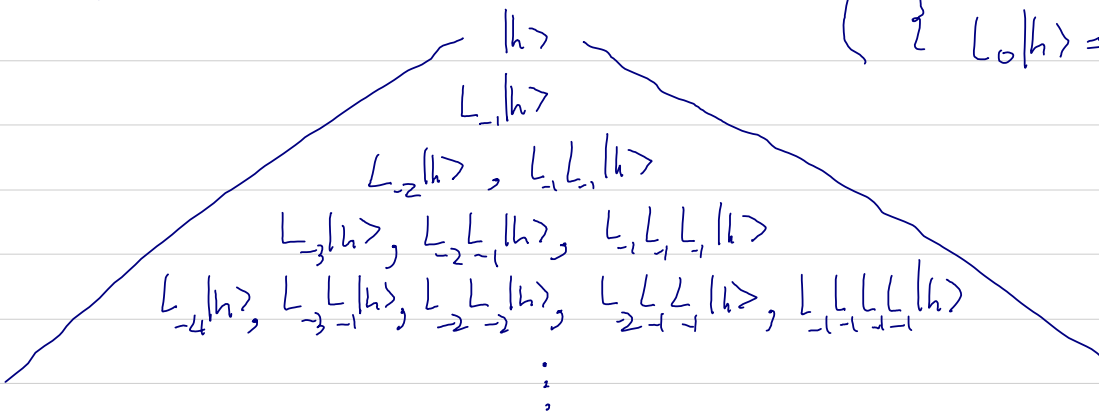 |h⟩
( { L₀|h⟩ =
L₋₁|h⟩
L₋₂|h⟩ , L₋₁L₋₁|h⟩
L₋₃|h⟩, L₋₂L₋₁|h⟩, L₋₁L₋₁L₋₁|h⟩
L₋₄|h⟩, L₋₃L₋₁|h⟩, L₋₂L₋₂|h⟩, L₋₂L₋₁L₋₁|h⟩, L₋₁L₋₁L₋₁L₋₁|h⟩
⋮